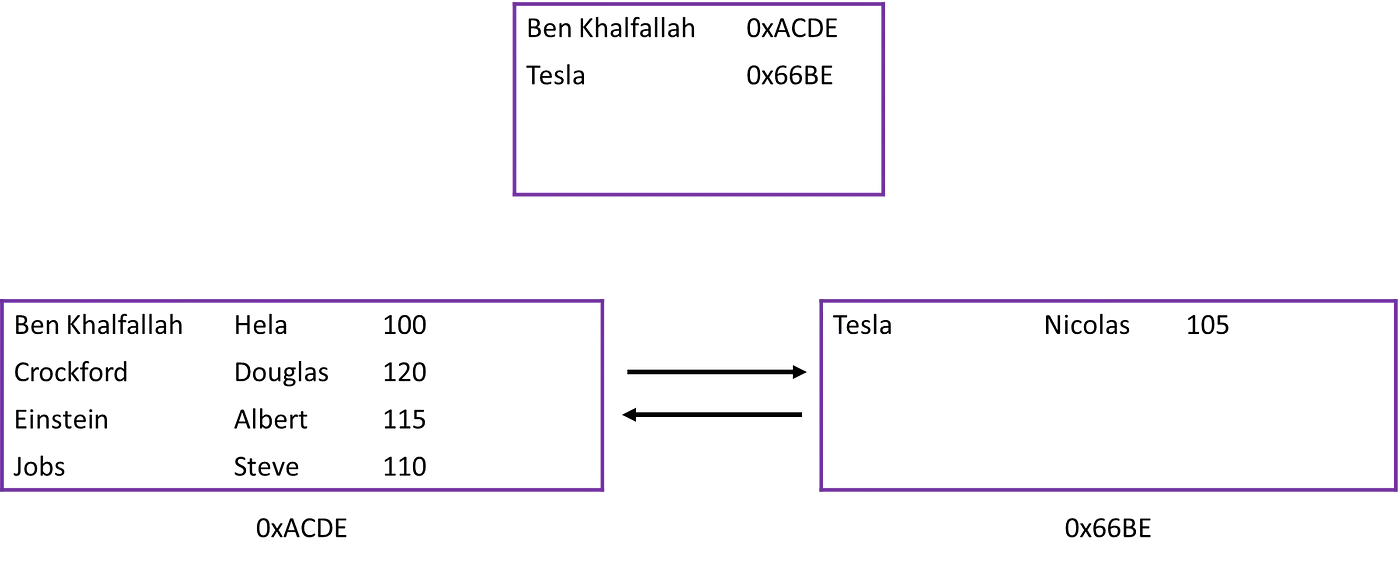 Ben Khalfallah 0xACDE
Tesla 0x66BE
Ben Khalfallah Hela 100
Crockford Douglas 120
Einstein Albert 115
Jobs Steve 110
0xACDE
Tesla Nicolas 105
0x66BE